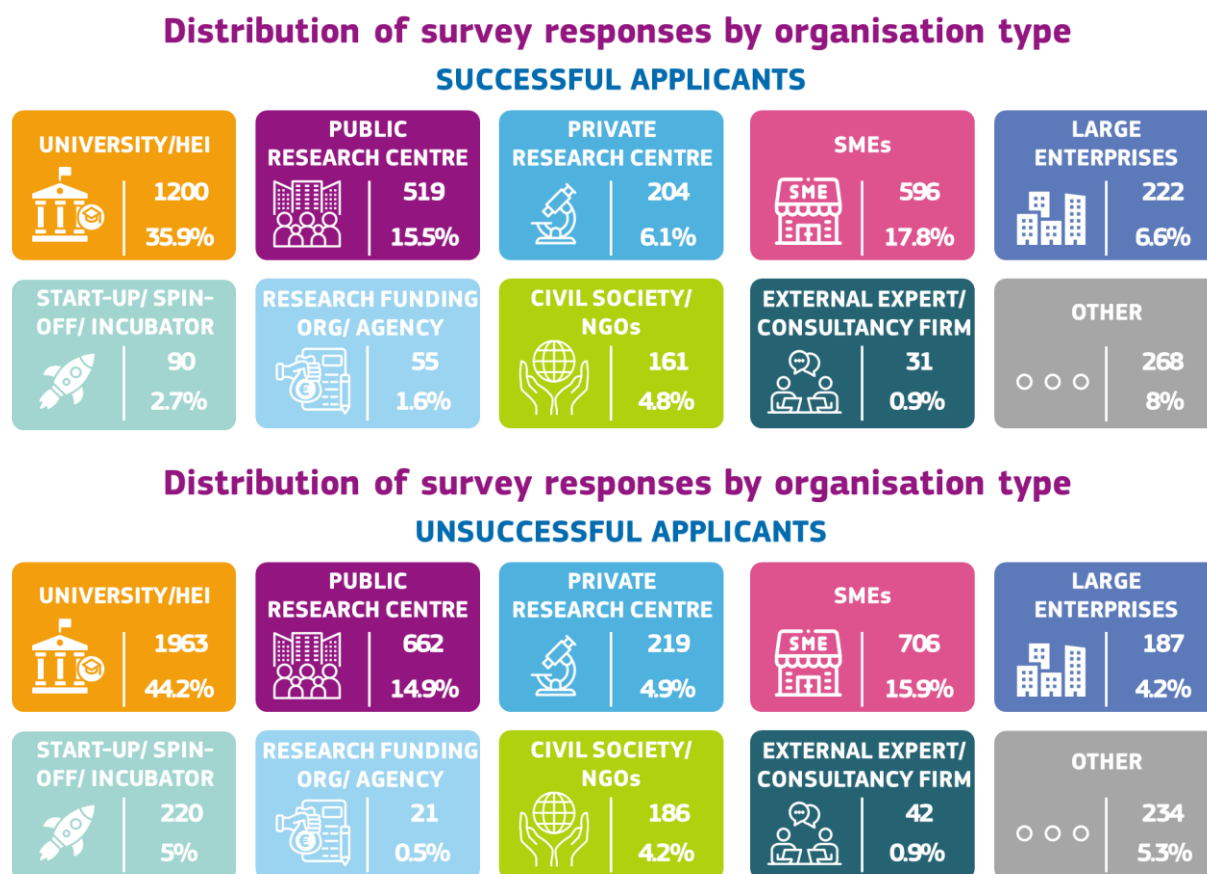 Distribution of survey responses by organisation type
SUCCESSFUL APPLICANTS
UNIVERSITY/HEI
1200
35.9%
PUBLIC
RESEARCH CENTRE
519
15.5%
PRIVATE
RESEARCH CENTRE
204
6.1%
SMEs
SME
596
17.8%
LARGE
ENTERPRISES
222
6.6%
START-UP/ SPIN-
OFF/ INCUBATOR
90
2.7%
RESEARCH FUNDING
ORG/ AGENCY
€
55
1.6%
CIVIL SOCIETY/
NGOs
161
4.8%
EXTERNAL EXPERT/
CONSULTANCY FIRM
31
0.9%
OTHER
268
8%
Distribution of survey responses by organisation type
UNSUCCESSFUL APPLICANTS
UNIVERSITY/HEI
1963
44.2%
PUBLIC
RESEARCH CENTRE
662
14.9%
PRIVATE
RESEARCH CENTRE
219
4.9%
SMEs
SME
706
15.9%
LARGE
ENTERPRISES
187
4.2%
START-UP/ SPIN-
OFF/ INCUBATOR
220
5%
RESEARCH FUNDING
ORG/ AGENCY
€
21
0.5%
CIVIL SOCIETY/
NGOs
186
4.2%
EXTERNAL EXPERT/
CONSULTANCY FIRM
42
0.9%
OTHER
234
5.3%